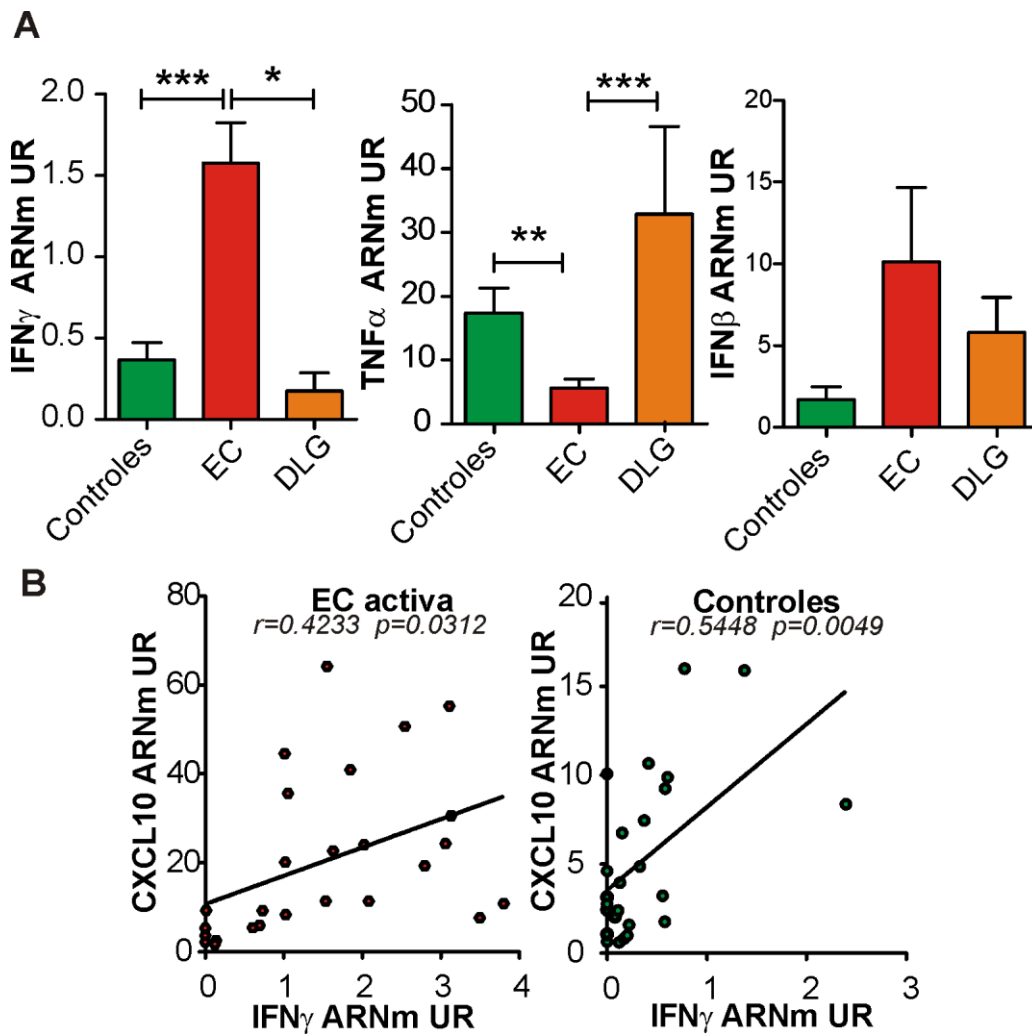 A
IFNγ ARNm UR
2.0
1.5
1.0
0.5
0.0
*** *
Controles
EC
DLG
TNFα ARNm UR
50
40
30
20
10
0
***
**
Controles
EC
DLG
IFNβ ARNm UR
20
15
10
5
0
Controles
EC
DLG
B
EC activa
r=0.4233 p=0.0312
CXCL10 ARNm UR
80
60
40
20
0
0 1 2 3 4
IFNγ ARNm UR
Controles
r=0.5448 p=0.0049
CXCL10 ARNm UR
20
15
10
5
0
0 1 2 3
IFNγ ARNm UR